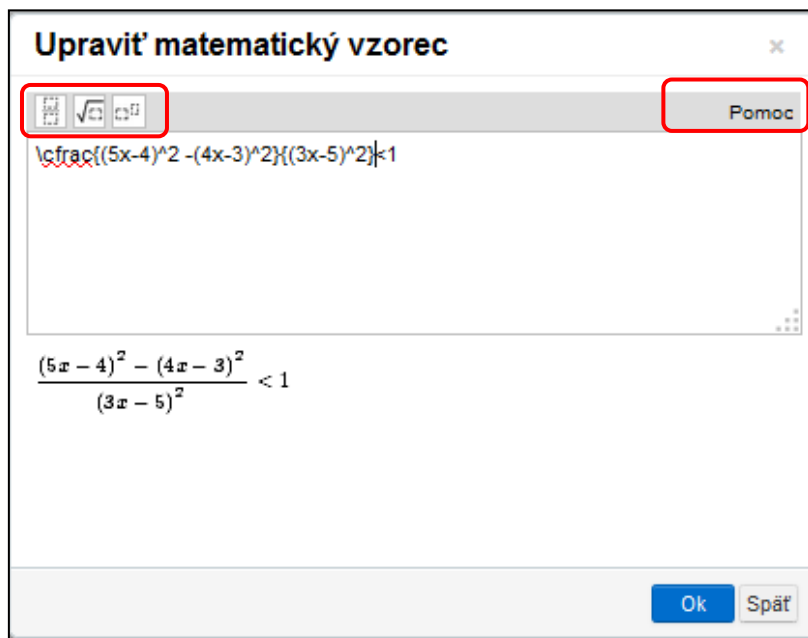 Upraviť matematický vzorec ×
Pomoc
\cfrac{(5x-4)^2 -(4x-3)^2}{(3x-5)^2}<1
(5x − 4)² − (4x − 3)²
(3x − 5)²
< 1
Ok Späť